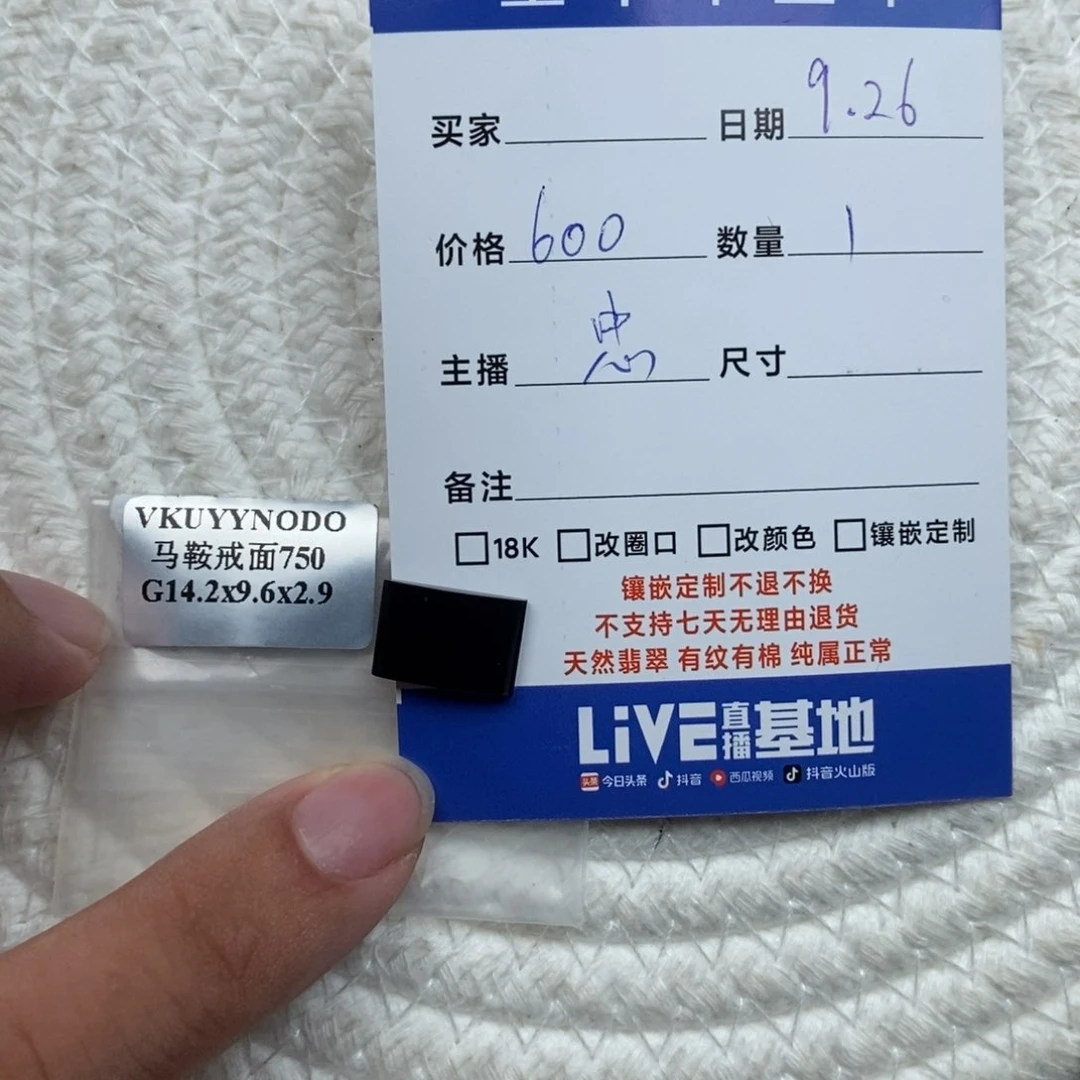 买家 日期 9.26
价格 600 数量 1
主播 忠 尺寸
备注
18K 改圈口 改颜色 镶嵌定制
镶嵌定制不退不换
不支持七天无理由退货
天然翡翠 有纹有棉 纯属正常
LiVE直播基地
头条 今日头条 抖音 西瓜视频 抖音火山版
VKUYYNODO
马鞍戒面750
G14.2x9.6x2.9